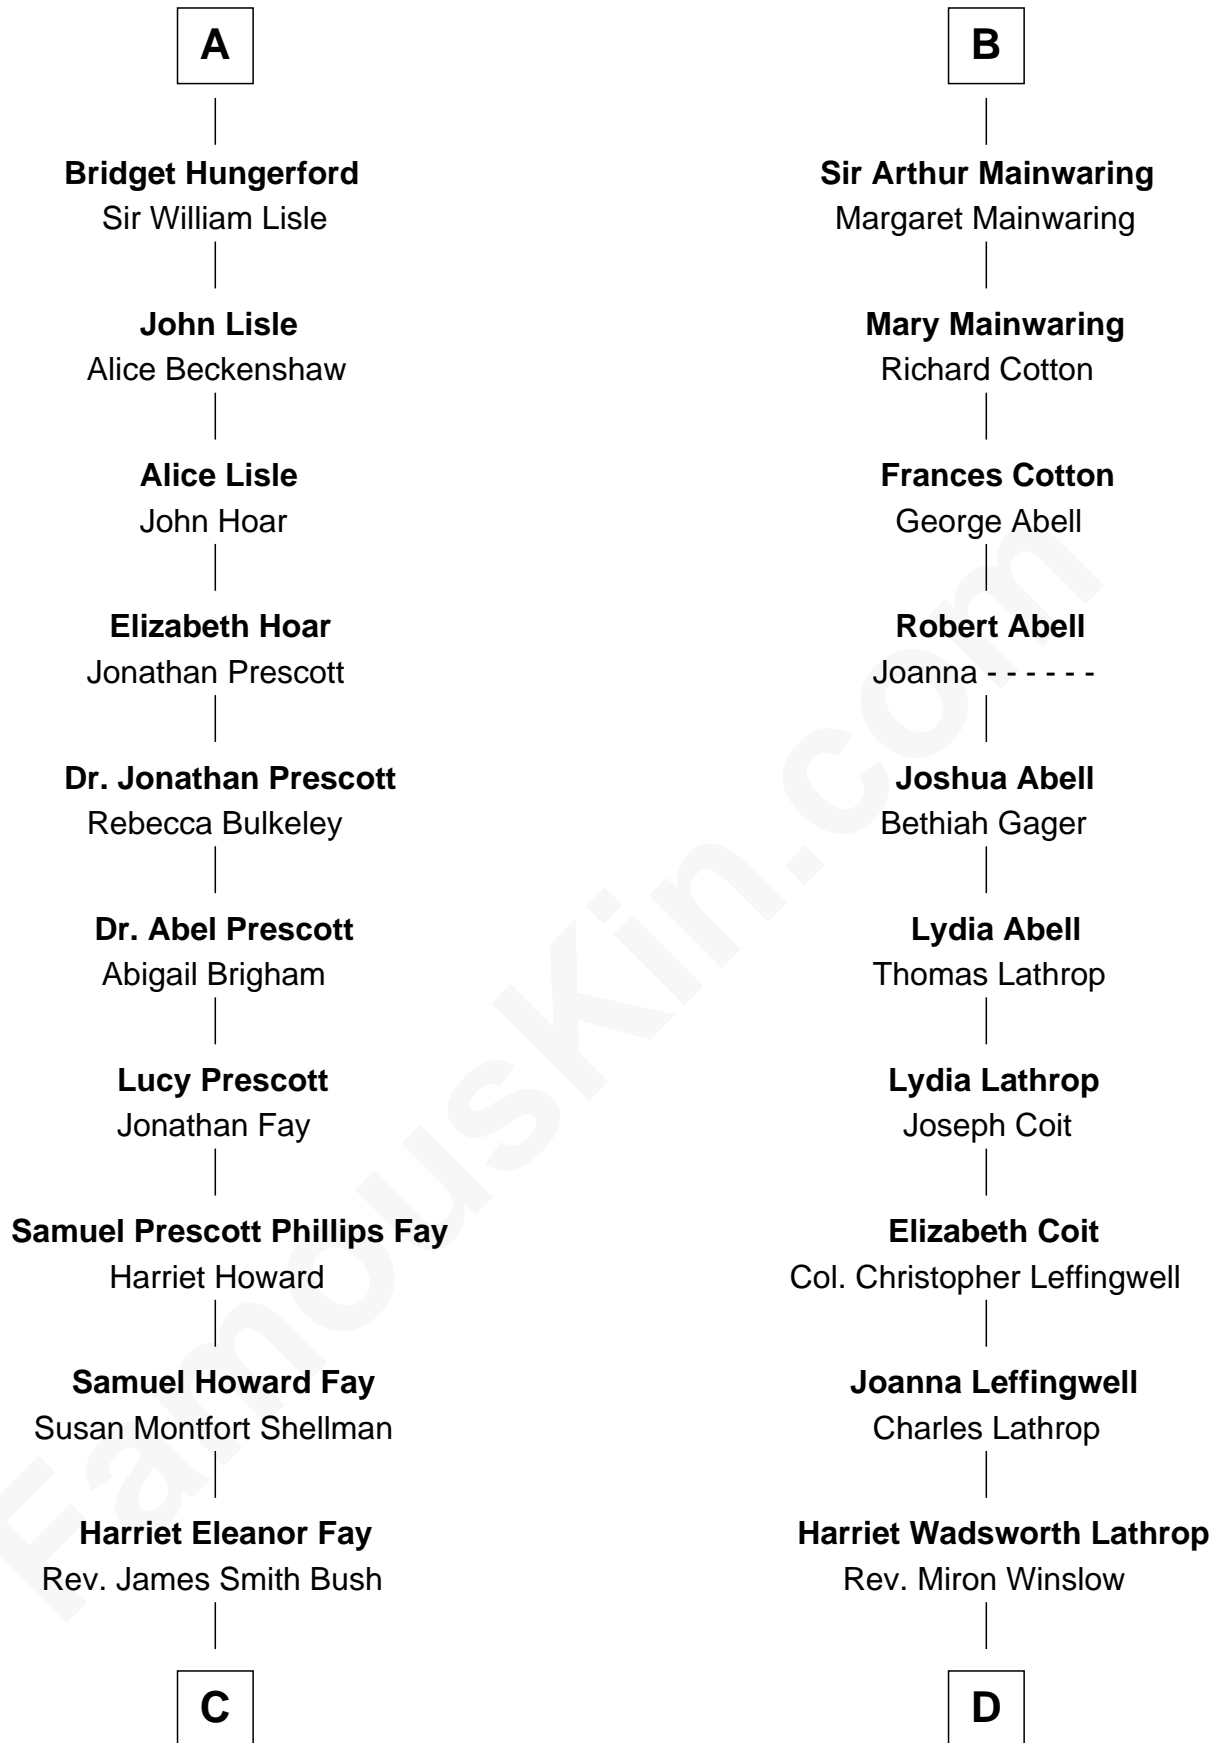 A
Bridget Hungerford
Sir William Lisle
John Lisle
Alice Beckenshaw
Alice Lisle
John Hoar
Elizabeth Hoar
Jonathan Prescott
Dr. Jonathan Prescott
Rebecca Bulkeley
Dr. Abel Prescott
Abigail Brigham
Lucy Prescott
Jonathan Fay
Samuel Prescott Phillips Fay
Harriet Howard
Samuel Howard Fay
Susan Montfort Shellman
Harriet Eleanor Fay
Rev. James Smith Bush
C
B
Sir Arthur Mainwaring
Margaret Mainwaring
Mary Mainwaring
Richard Cotton
Frances Cotton
George Abell
Robert Abell
Joanna - - - - - -
Joshua Abell
Bethiah Gager
Lydia Abell
Thomas Lathrop
Lydia Lathrop
Joseph Coit
Elizabeth Coit
Col. Christopher Leffingwell
Joanna Leffingwell
Charles Lathrop
Harriet Wadsworth Lathrop
Rev. Miron Winslow
D
FamousKin.com